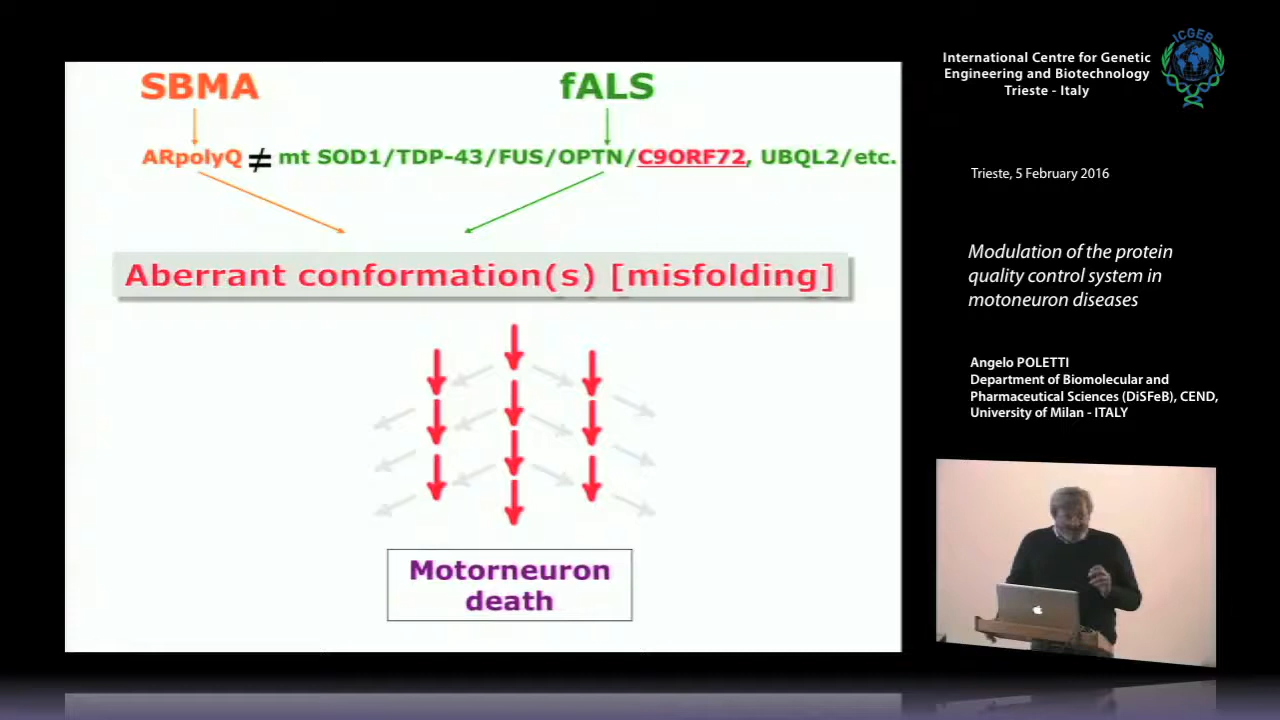 SBMA
fALS
ARpolyQ ≠ mt SOD1/TDP-43/FUS/OPTN/C9ORF72, UBQL2/etc.
Aberrant conformation(s) [misfolding]
Motorneuron
death
International Centre for Genetic
Engineering and Biotechnology
Trieste - Italy
ICGEB
Trieste, 5 February 2016
Modulation of the protein
quality control system in
motoneuron diseases
Angelo POLETTI
Department of Biomolecular and
Pharmaceutical Sciences (DiSFeB), CEND,
University of Milan - ITALY